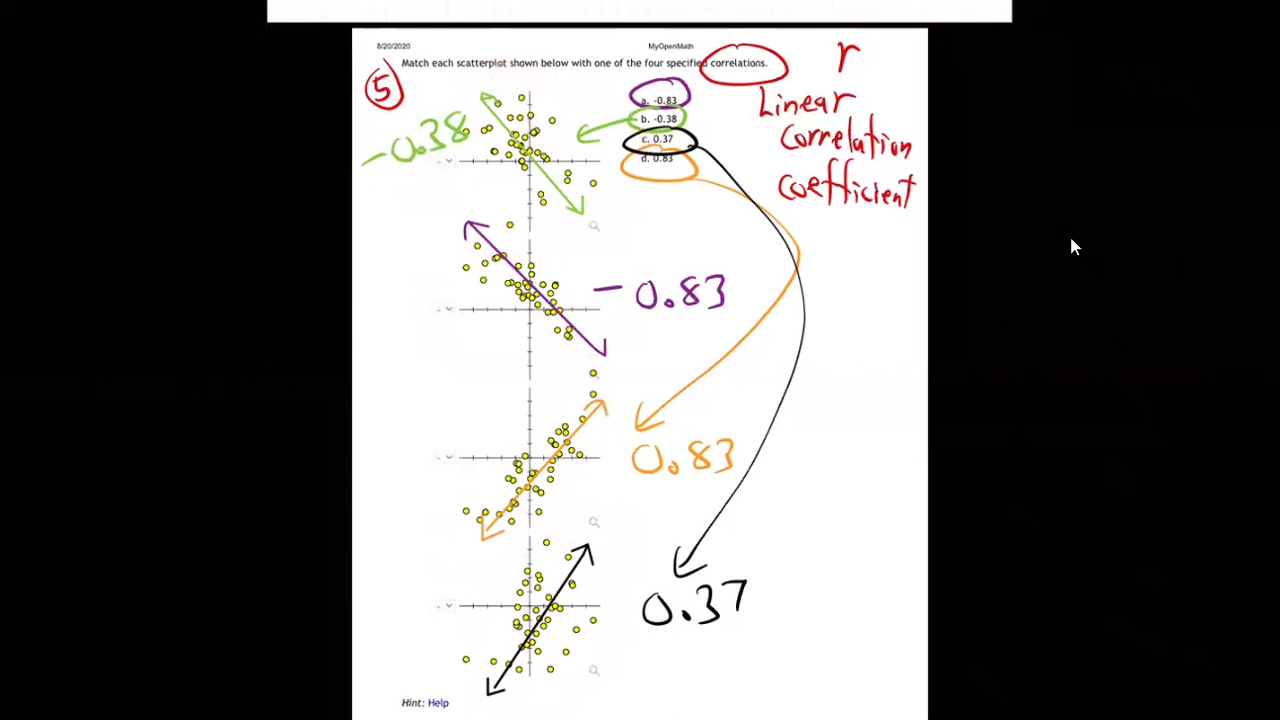 8/20/2020 MyOpenMath
Match each scatterplot shown below with one of the four specified correlations.
5
r
a. -0.83
b. -0.38
c. 0.37
d. 0.83
Linear
correlation
coefficient
-0.38
-0.83
0.83
0.37
Hint: Help